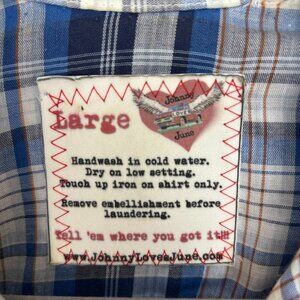 Johnny
LOVES
June
Large
Handwash in cold water.
Dry on low setting.
Touch up iron on shirt only.
Remove embellishment before
laundering.
Tell 'em where you got it!!!
www.JohnnyLovesJune.com